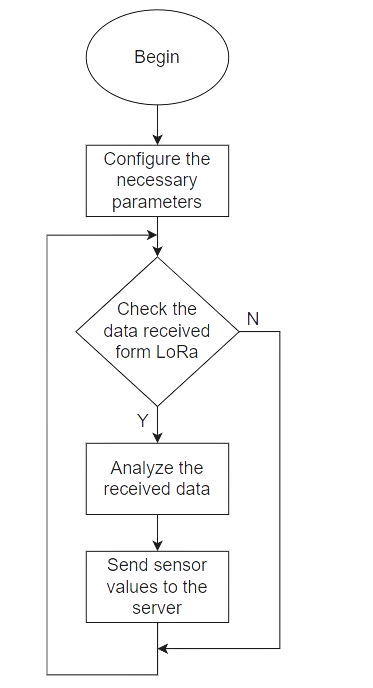 Begin
Configure the
necessary
parameters
Check the
data received
form LoRa
N
Y
Analyze the
received data
Send sensor
values to the
server